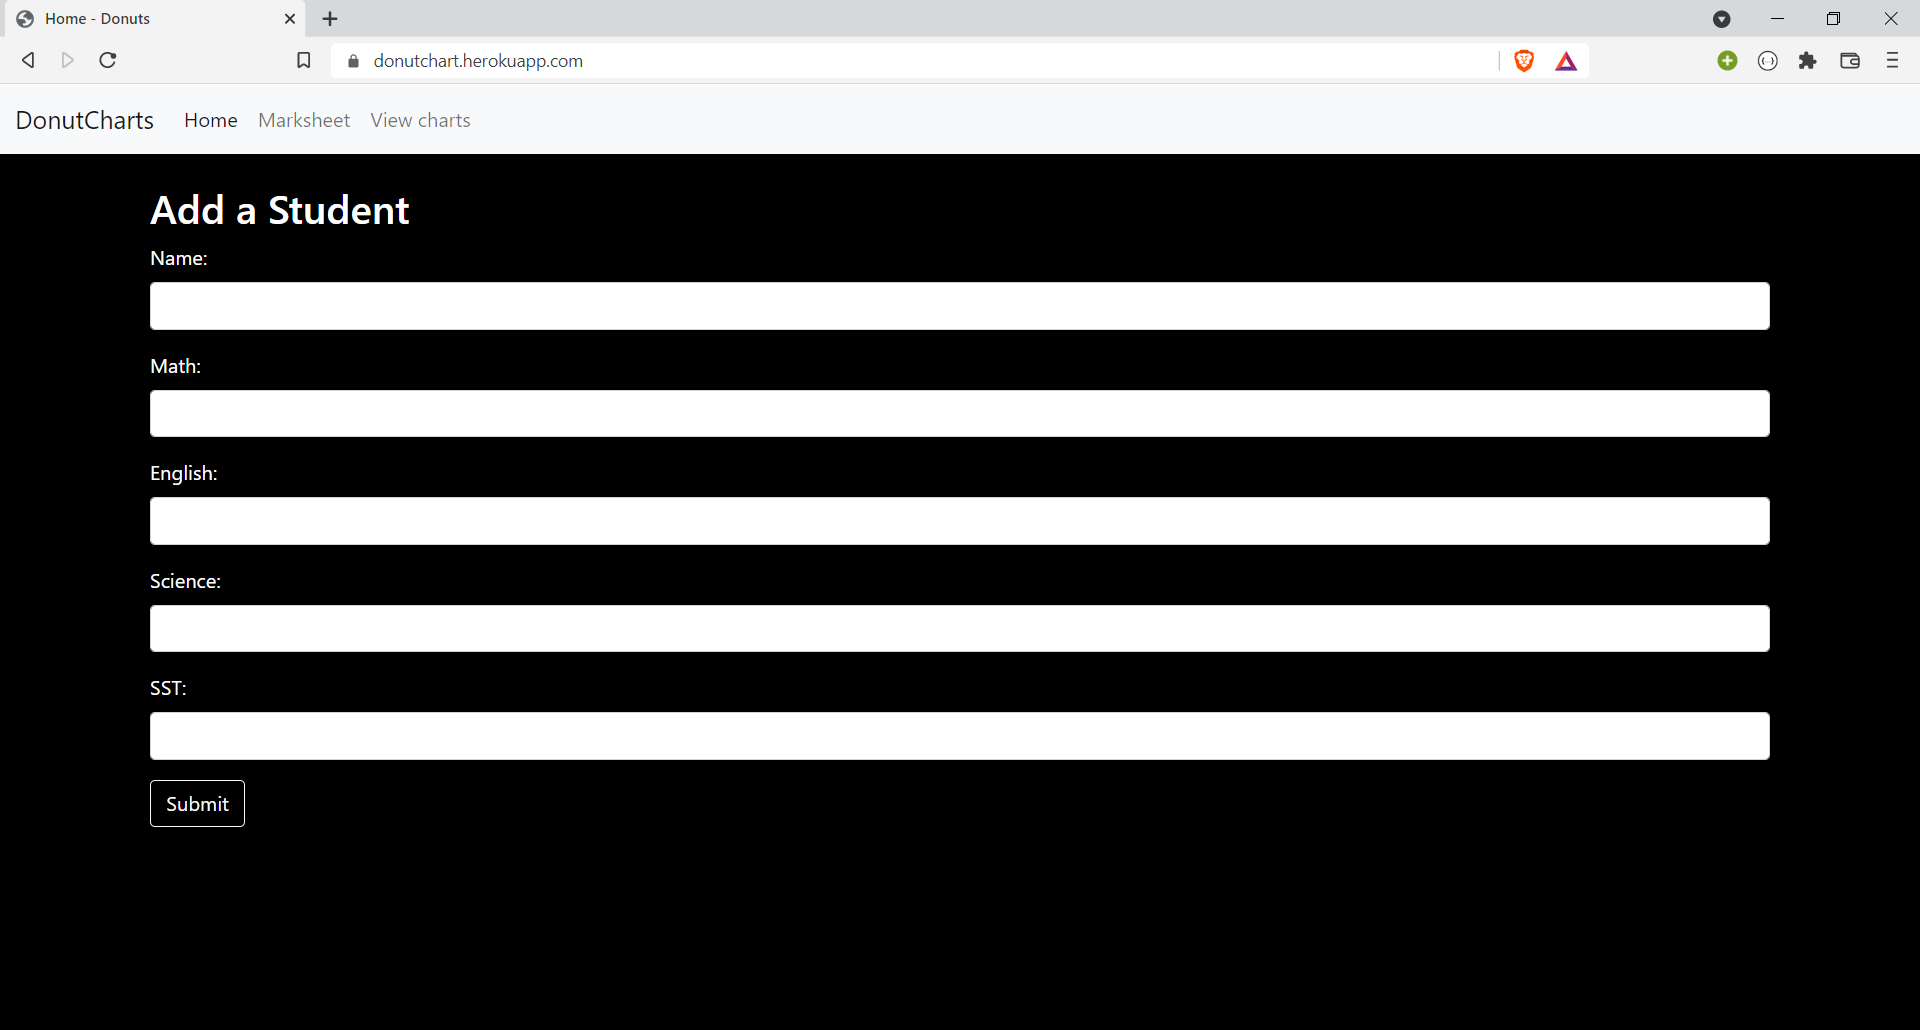 Home - Donuts
donutchart.herokuapp.com
DonutCharts Home Marksheet View charts
Add a Student
Name:
Math:
English:
Science:
SST:
Submit